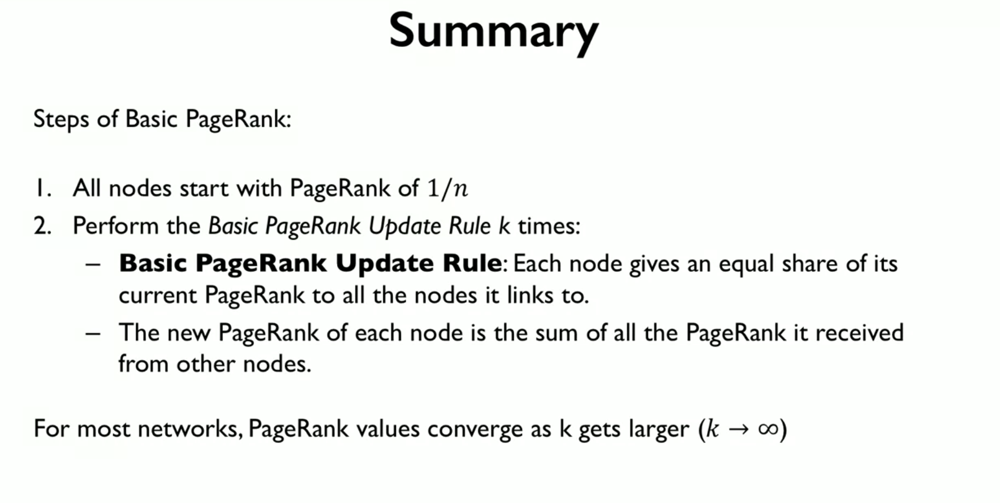 Summary
Steps of Basic PageRank:
1. All nodes start with PageRank of 1/n
2. Perform the Basic PageRank Update Rule k times:
– Basic PageRank Update Rule: Each node gives an equal share of its
current PageRank to all the nodes it links to.
– The new PageRank of each node is the sum of all the PageRank it received
from other nodes.
For most networks, PageRank values converge as k gets larger (k → ∞)